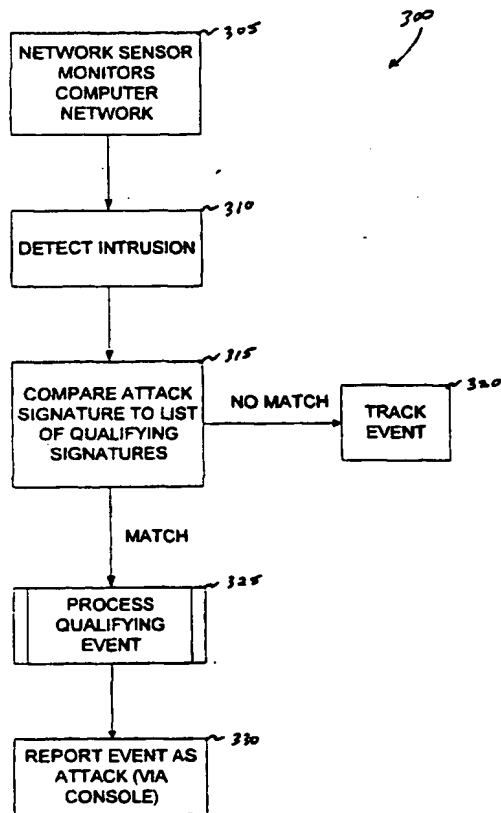 300
305
NETWORK SENSOR
MONITORS
COMPUTER
NETWORK
310
DETECT INTRUSION
315
COMPARE ATTACK
SIGNATURE TO LIST
OF QUALIFYING
SIGNATURES
NO MATCH
320
TRACK
EVENT
MATCH
325
PROCESS
QUALIFYING
EVENT
330
REPORT EVENT AS
ATTACK (VIA
CONSOLE)